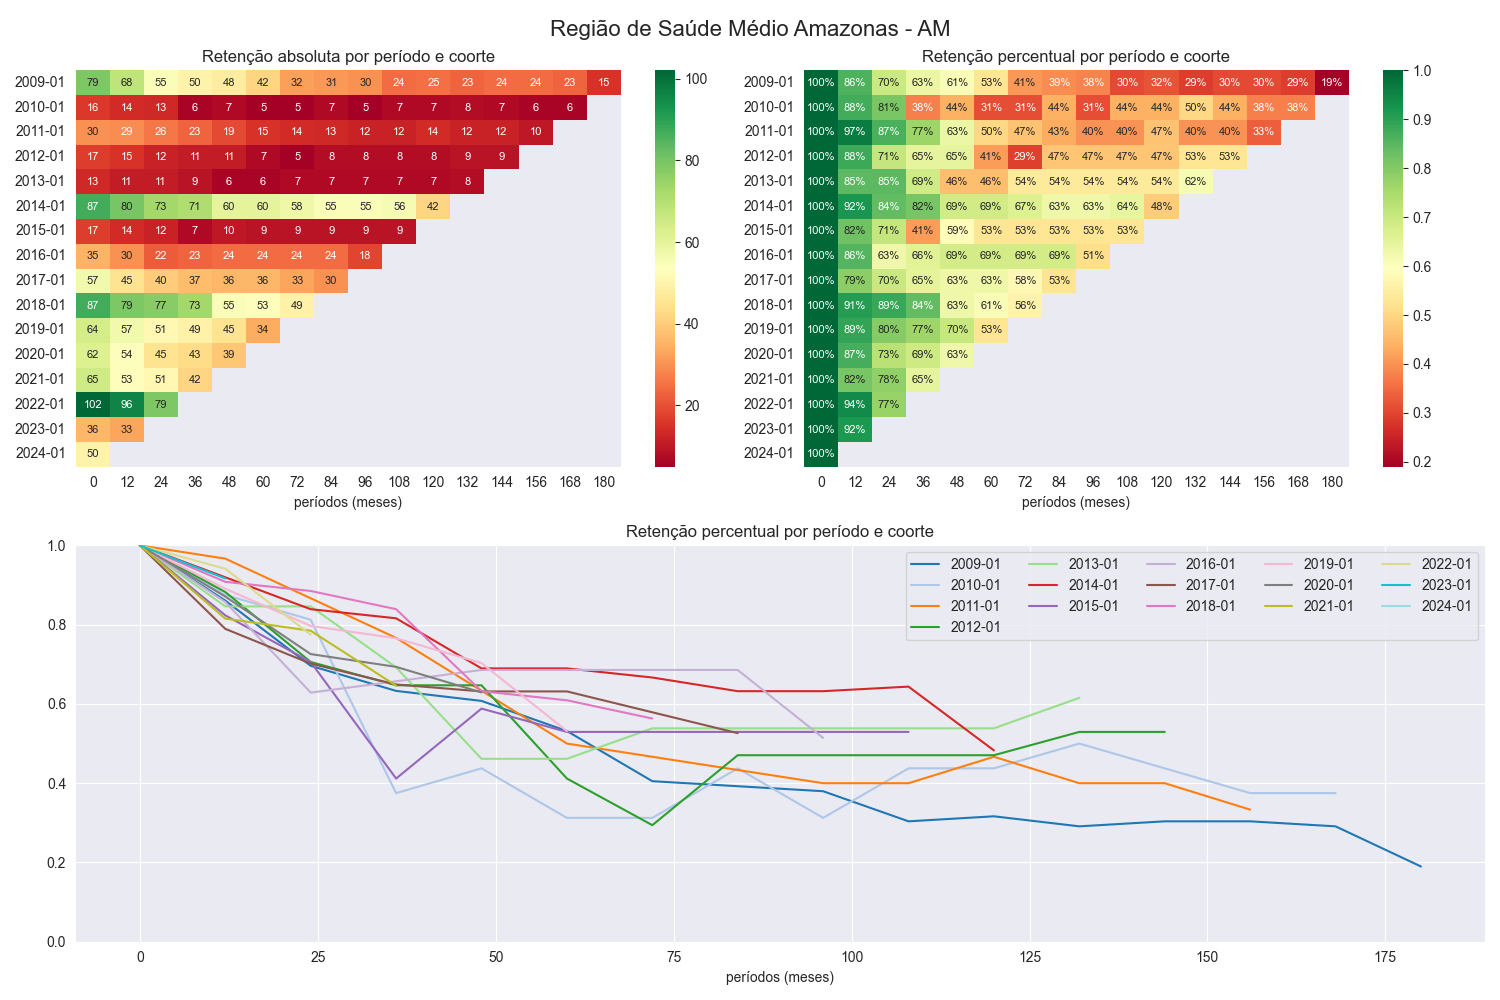 Região de Saúde Médio Amazonas - AM
Retenção absoluta por período e coorte
2009-01 79 68 55 50 48 42 32 31 30 24 25 23 24 24 23 15
2010-01 16 14 13 6 7 5 5 7 5 7 7 8 7 6 6
2011-01 30 29 26 23 19 15 14 13 12 12 14 12 12 10
2012-01 17 15 12 11 11 7 5 8 8 8 8 9 9
2013-01 13 11 11 9 6 6 7 7 7 7 7 8
2014-01 87 80 73 71 60 60 58 55 55 56 42
2015-01 17 14 12 7 10 9 9 9 9 9
2016-01 35 30 22 23 24 24 24 24 18
2017-01 57 45 40 37 36 36 33 30
2018-01 87 79 77 73 55 53 49
2019-01 64 57 51 49 45 34
2020-01 62 54 45 43 39
2021-01 65 53 51 42
2022-01 102 96 79
2023-01 36 33
2024-01 50
0 12 24 36 48 60 72 84 96 108 120 132 144 156 168 180
períodos (meses)
100
80
60
40
20
Retenção percentual por período e coorte
2009-01 100% 86% 70% 63% 61% 53% 41% 39% 38% 30% 32% 29% 30% 30% 29% 19%
2010-01 100% 88% 81% 38% 44% 31% 31% 44% 31% 44% 44% 50% 44% 38% 38%
2011-01 100% 97% 87% 77% 63% 50% 47% 43% 40% 40% 47% 40% 40% 33%
2012-01 100% 88% 71% 65% 65% 41% 29% 47% 47% 47% 47% 53% 53%
2013-01 100% 85% 85% 69% 46% 46% 54% 54% 54% 54% 54% 62%
2014-01 100% 92% 84% 82% 69% 69% 67% 63% 63% 64% 48%
2015-01 100% 82% 71% 41% 59% 53% 53% 53% 53% 53%
2016-01 100% 86% 63% 66% 69% 69% 69% 69% 51%
2017-01 100% 79% 70% 65% 63% 63% 58% 53%
2018-01 100% 91% 89% 84% 63% 61% 56%
2019-01 100% 89% 80% 77% 70% 53%
2020-01 100% 87% 73% 69% 63%
2021-01 100% 82% 78% 65%
2022-01 100% 94% 77%
2023-01 100% 92%
2024-01 100%
0 12 24 36 48 60 72 84 96 108 120 132 144 156 168 180
períodos (meses)
1.0
0.9
0.8
0.7
0.6
0.5
0.4
0.3
0.2
Retenção percentual por período e coorte
1.0
0.8
0.6
0.4
0.2
0.0
2009-01 2013-01 2016-01 2019-01 2022-01
2010-01 2014-01 2017-01 2020-01 2023-01
2011-01 2015-01 2018-01 2021-01 2024-01
2012-01
0 25 50 75 100 125 150 175
períodos (meses)